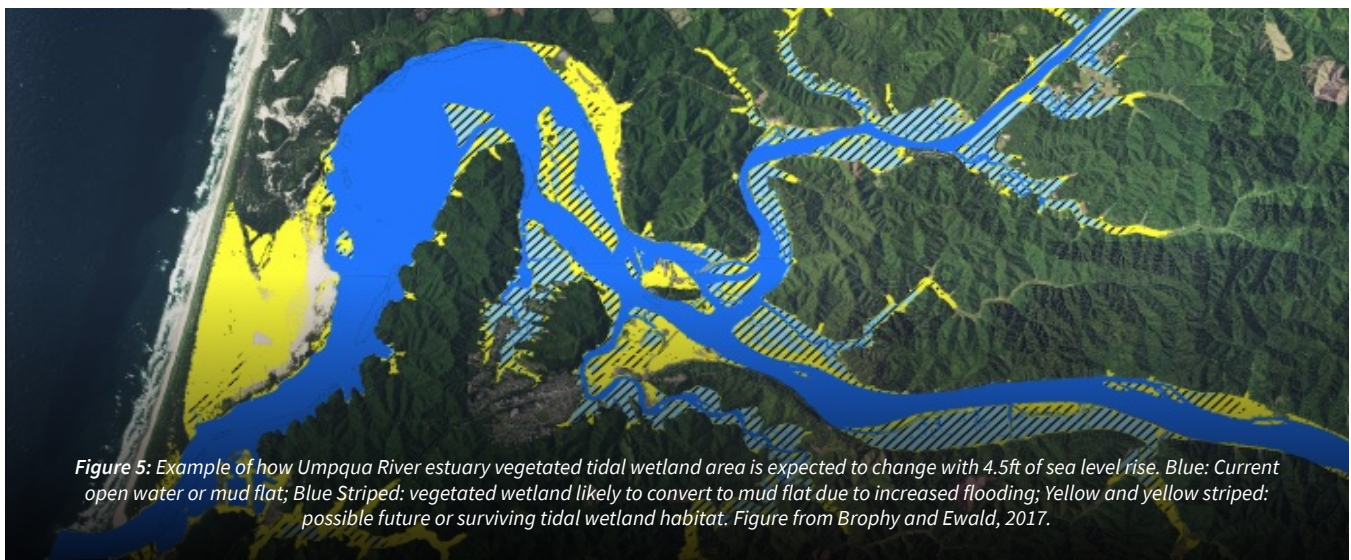 Figure 5: Example of how Umpqua River estuary vegetated tidal wetland area is expected to change with 4.5ft of sea level rise. Blue: Current
open water or mud flat; Blue Striped: vegetated wetland likely to convert to mud flat due to increased flooding; Yellow and yellow striped:
possible future or surviving tidal wetland habitat. Figure from Brophy and Ewald, 2017.